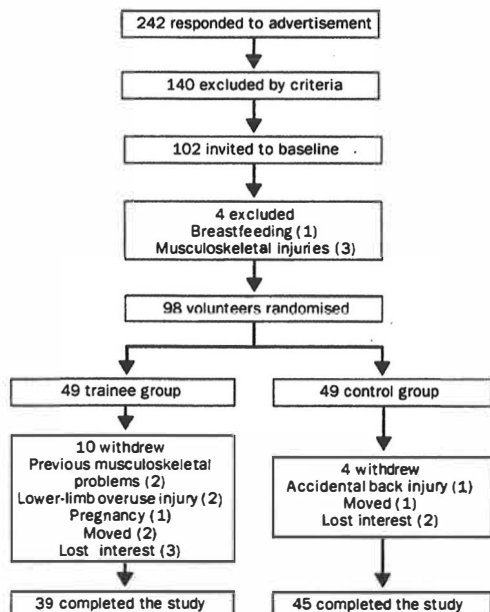 242 responded to advertisement
140 excluded by criteria
102 invited to baseline
4 excluded
Breastfeeding (1)
Musculoskeletal injuries (3)
98 volunteers randomised
49 trainee group
49 control group
10 withdrew
Previous musculoskeletal
problems (2)
Lower-limb overuse injury (2)
Pregnancy (1)
Moved (2)
Lost interest (3)
4 withdrew
Accidental back injury (1)
Moved (1)
Lost interest (2)
39 completed the study
45 completed the study